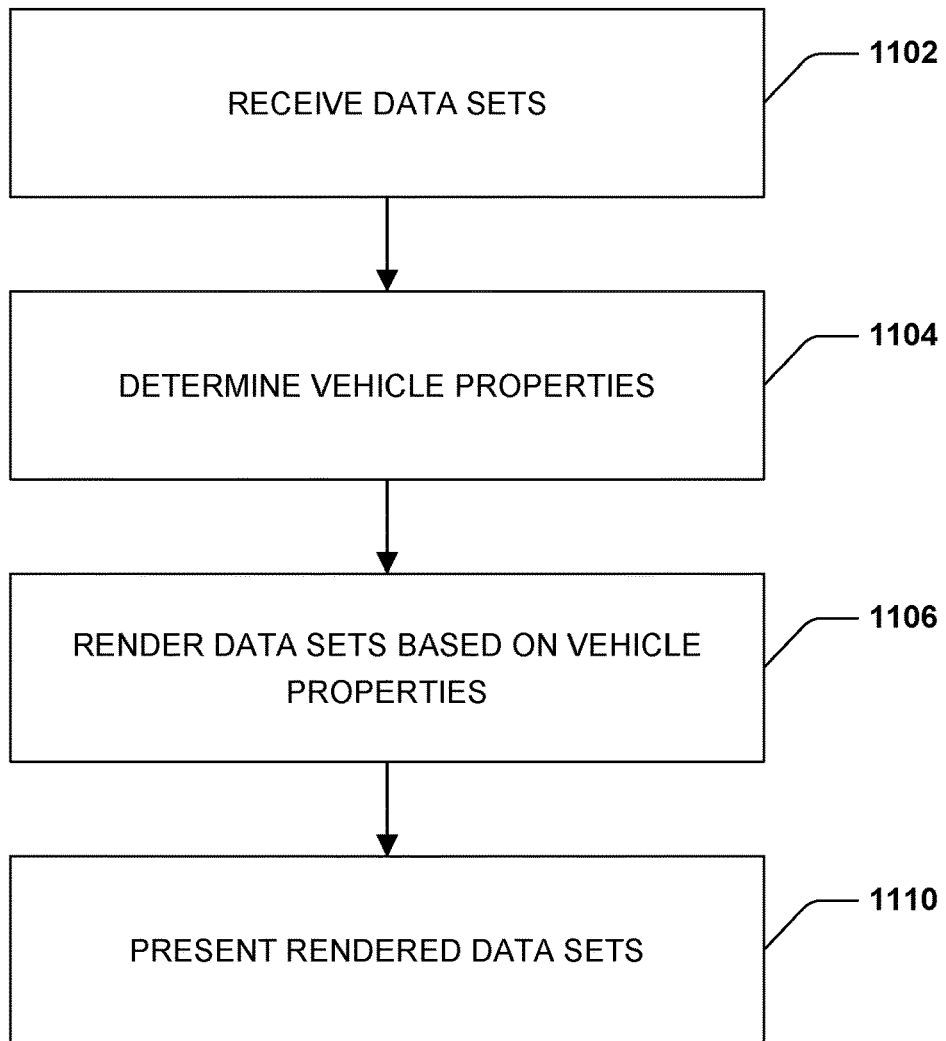 RECEIVE DATA SETS
1102
DETERMINE VEHICLE PROPERTIES
1104
RENDER DATA SETS BASED ON VEHICLE
PROPERTIES
1106
PRESENT RENDERED DATA SETS
1110